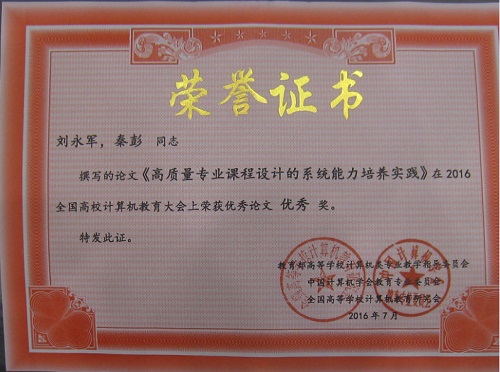 荣誉证书
刘永军，秦彭 同志
撰写的论文《高质量专业课程设计的系统能力培养实践》在2016
全国高校计算机教育大会上荣获优秀论文 优秀 奖。
特发此证。
教育部高等学校计算机类专业教学指导委员会
中国计算机学会教育专业委员会
全国高等学校计算机教育研究会
2016年7月